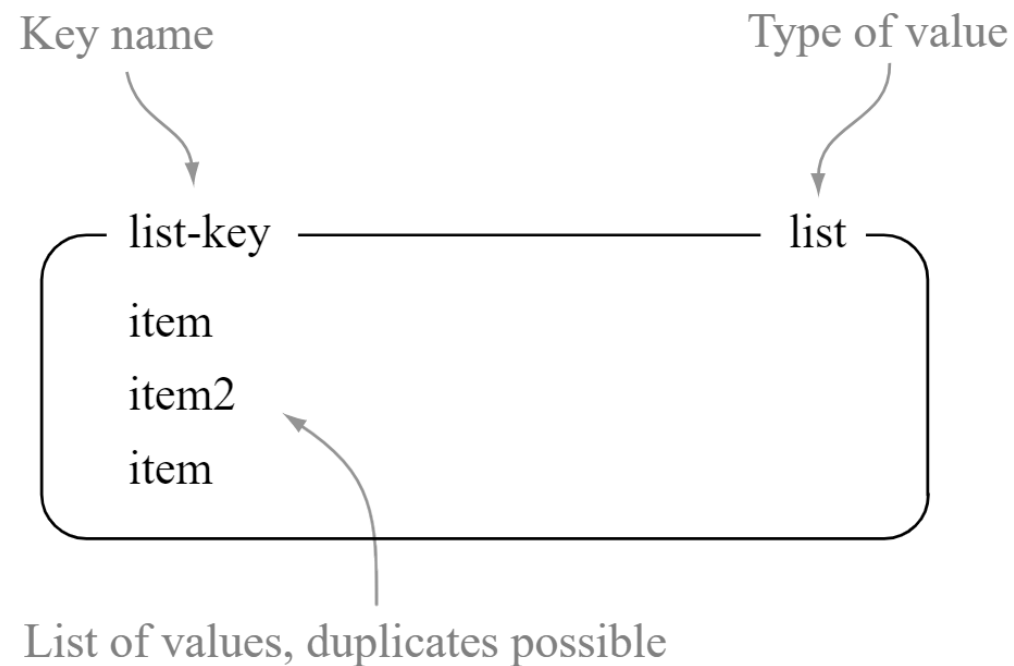 Key name
Type of value
list-key
list
item
item2
item
List of values, duplicates possible